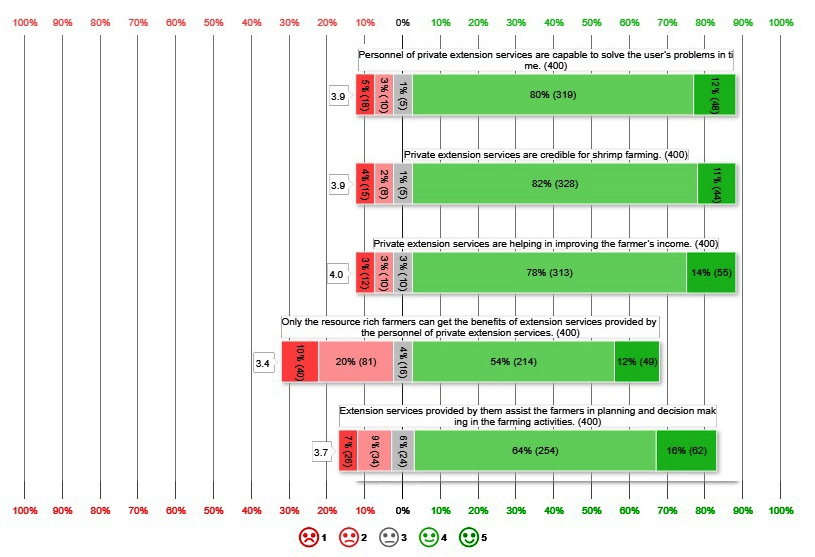 100% 90% 80% 70% 60% 50% 40% 30% 20% 10% 0% 10% 20% 30% 40% 50% 60% 70% 80% 90% 100%
Personnel of private extension services are capable to solve the user's problems in ti
me. (400)
3.9 5% (18) 3% (10) 1% (5) 80% (319) 12% (48)
Private extension services are credible for shrimp farming. (400)
3.9 4% (15) 2% (8) 1% (5) 82% (328) 11% (44)
Private extension services are helping in improving the farmer's income. (400)
4.0 3% (12) 3% (10) 3% (10) 78% (313) 14% (55)
Only the resource rich farmers can get the benefits of extension services provided by
the personnel of private extension services. (400)
3.4 10% (40) 20% (81) 4% (16) 54% (214) 12% (49)
Extension services provided by them assist the farmers in planning and decision mak
ing in the farming activities. (400)
3.7 7% (26) 9% (34) 6% (24) 64% (254) 16% (62)
100% 90% 80% 70% 60% 50% 40% 30% 20% 10% 0% 10% 20% 30% 40% 50% 60% 70% 80% 90% 100%
1 2 3 4 5